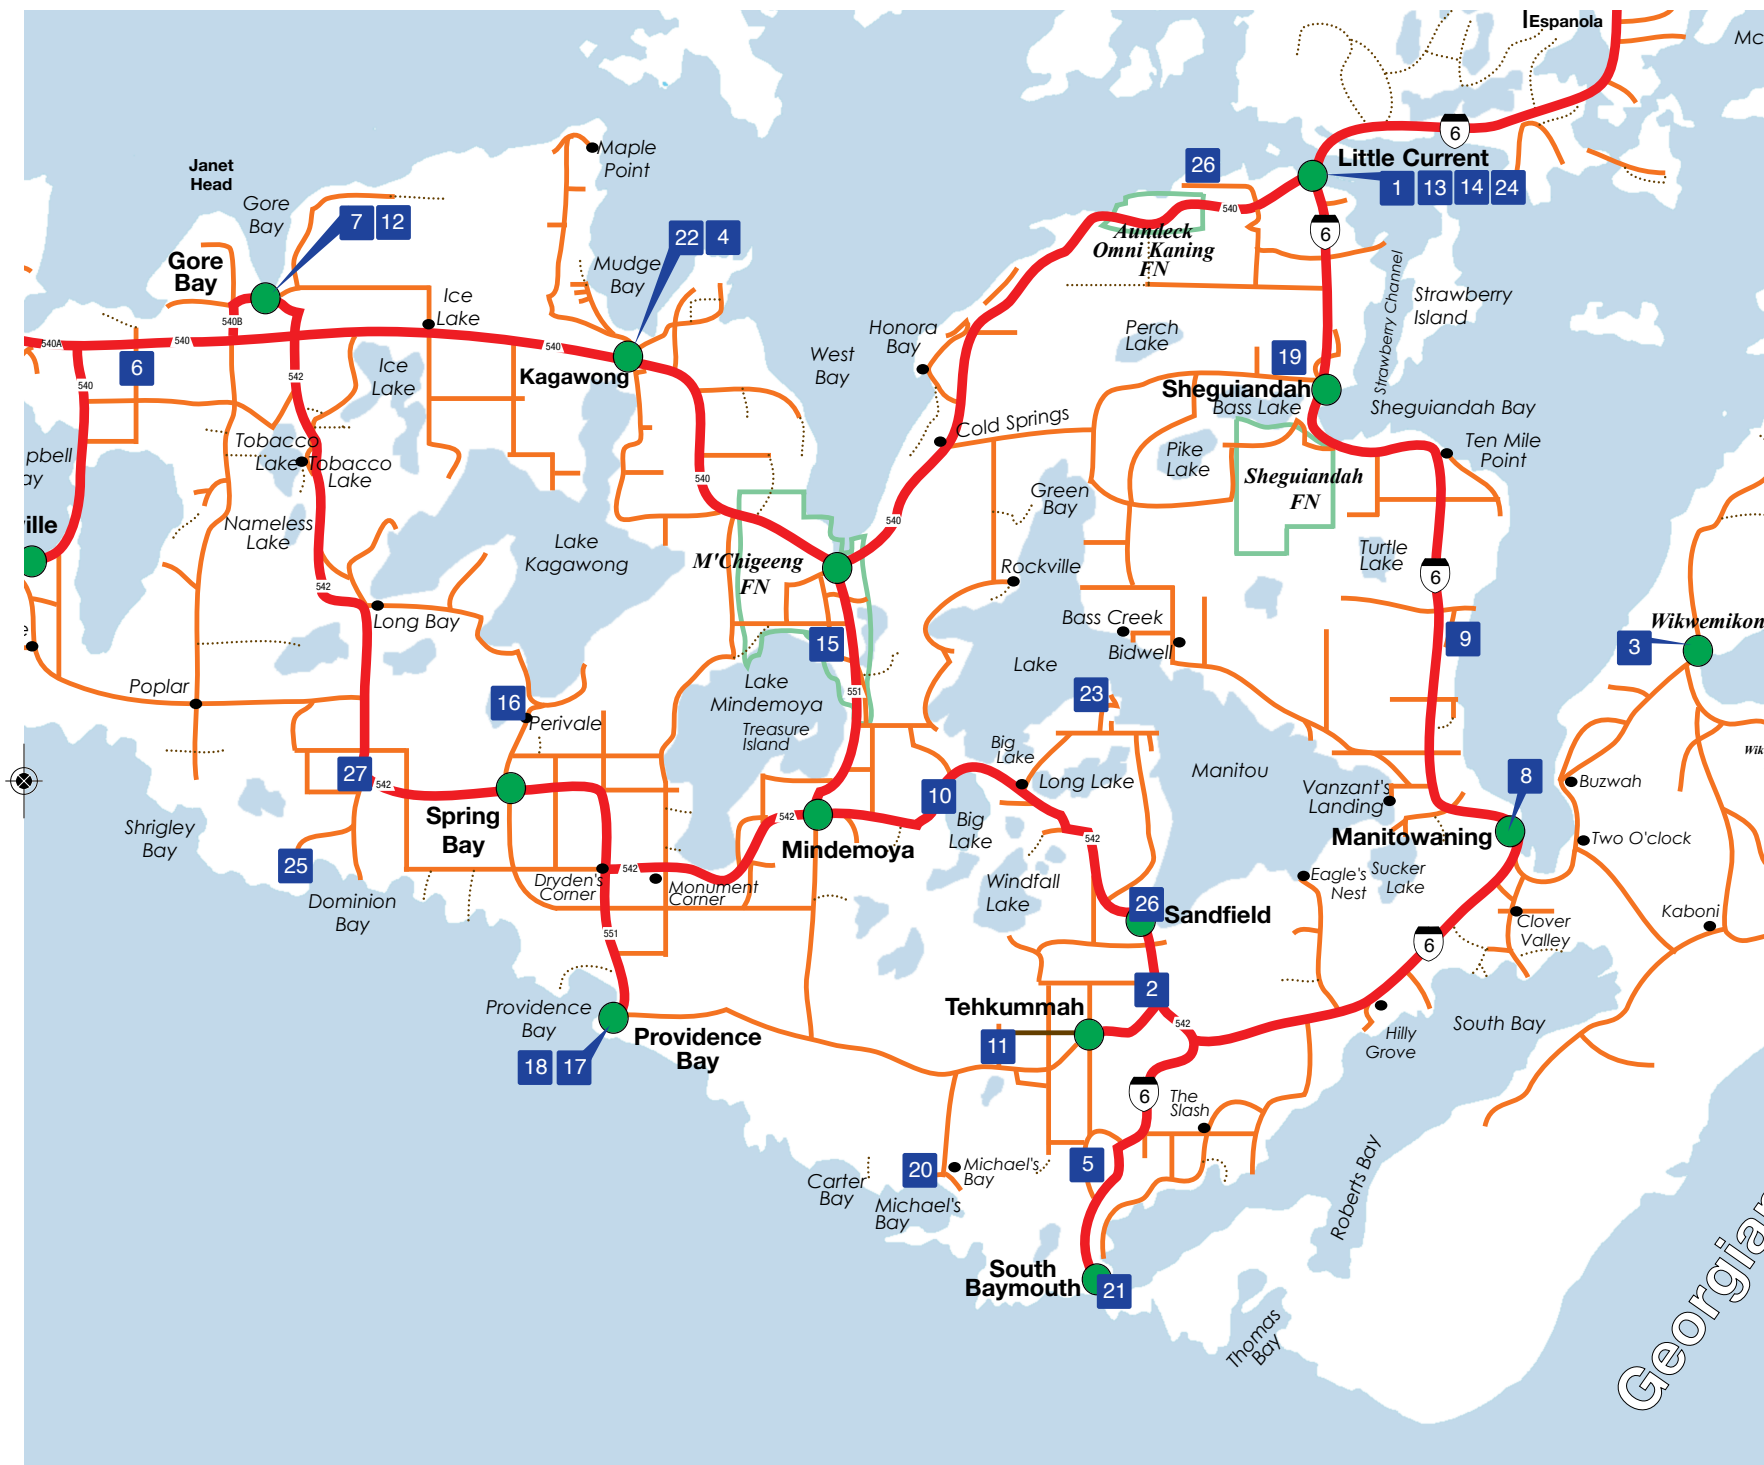 Espanola
Mc
6
26
Little Current
1 13 14 24
Maple
Point
Janet
Head
Gore
Bay
7 12
540
Aundeck
Omni Kaning
FN
6
22 4
Mudge
Bay
Gore
Bay
Ice
Lake
540B
Strawberry Channel
Strawberry
Island
Honora
Bay
Perch
Lake
540A
540
540
6
West
Bay
19
Ice
Lake
Kagawong
542
540
Sheguiandah
Bass Lake
Sheguiandah Bay
Cold Springs
Tobacco
Lake
Tobacco
Lake
pbell
ay
Pike
Lake
Ten Mile
Point
Sheguiandah
FN
540
Green
Bay
ville
Nameless
Lake
540
Lake
Kagawong
M'Chigeeng
FN
Turtle
Lake
Rockville
6
542
Long Bay
Bass Creek
Bidwell
e
15
9
Wikwemikon
3
Lake
Poplar
16
Perivale
Lake
Mindemoya
551
23
Treasure
Island
Big
Lake
Long Lake
Manitou
Wik
27
542
10
8
Vanzant's
Landing
Buzwah
Spring
Bay
542
Big
Lake
542
Mindemoya
Manitowaning
Two O'clock
Shrigley
Bay
25
Dryden's
Corner
542
Monument
Corner
Windfall
Lake
Eagle's
Nest
Sucker
Lake
Dominion
Bay
26
Sandfield
Clover
Valley
Kaboni
551
6
Providence
Bay
Tehkummah
2
542
11
Providence
Bay
18 17
Hilly
Grove
South Bay
6
The
Slash
5
20
Michael's
Bay
Carter
Bay
Michael's
Bay
Roberts Bay
South
Baymouth
21
Thomas
Bay
Georgian